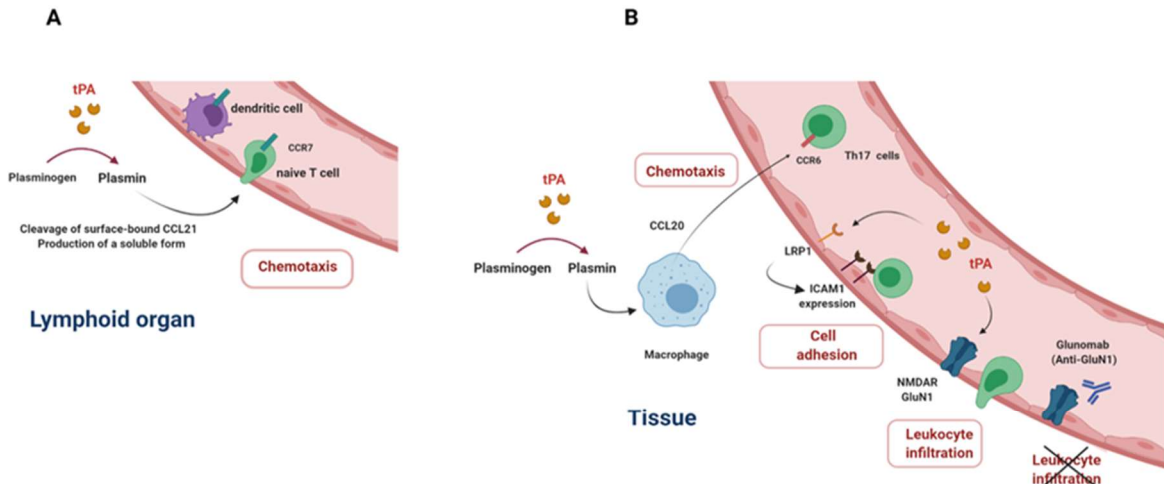 A
tPA
Plasminogen
Plasmin
dendritic cell
CCR7
naive T cell
Cleavage of surface-bound CCL21
Production of a soluble form
Chemotaxis
Lymphoid organ
B
tPA
Plasminogen
Plasmin
Chemotaxis
CCL20
Macrophage
CCR6
Th17 cells
LRP1
tPA
ICAM1
expression
Cell
adhesion
NMDAR
GluN1
Glunomab
(Anti-GluN1)
Tissue
Leukocyte
infiltration
Leukocyte
infiltration